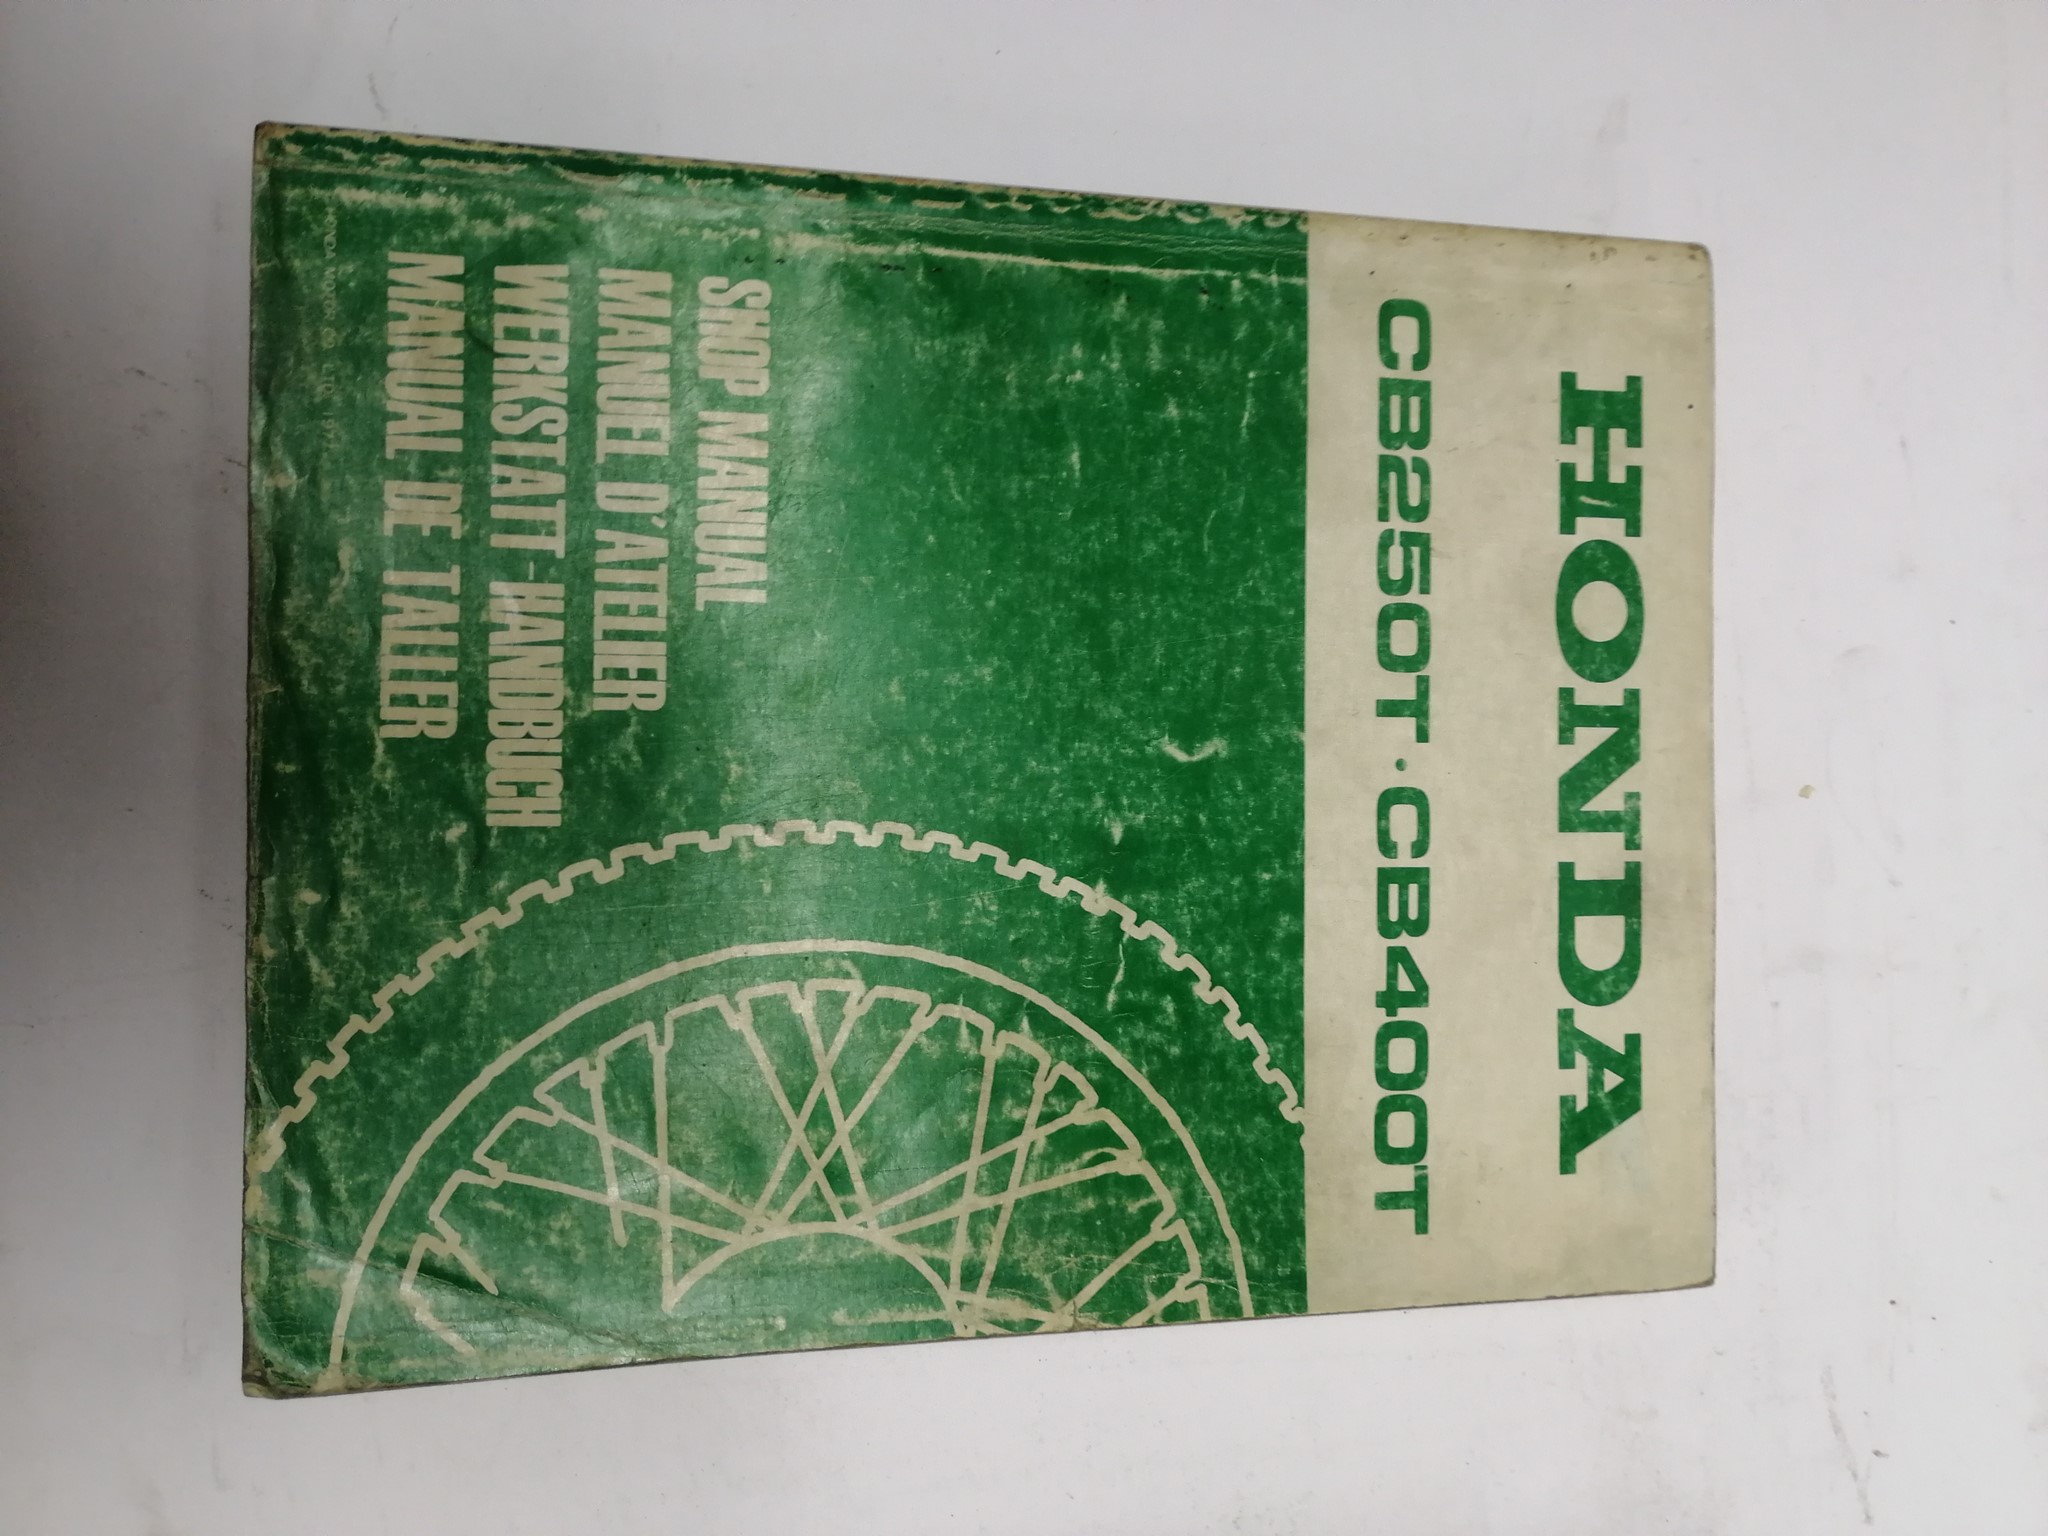 HONDA
CB250T·CB400T
SHOP MANUAL
MANUEL D'ATELIER
WERKSTATT-HANDBUCH
MANUAL DE TALLER
HONDA MOTOR CO., LTD.